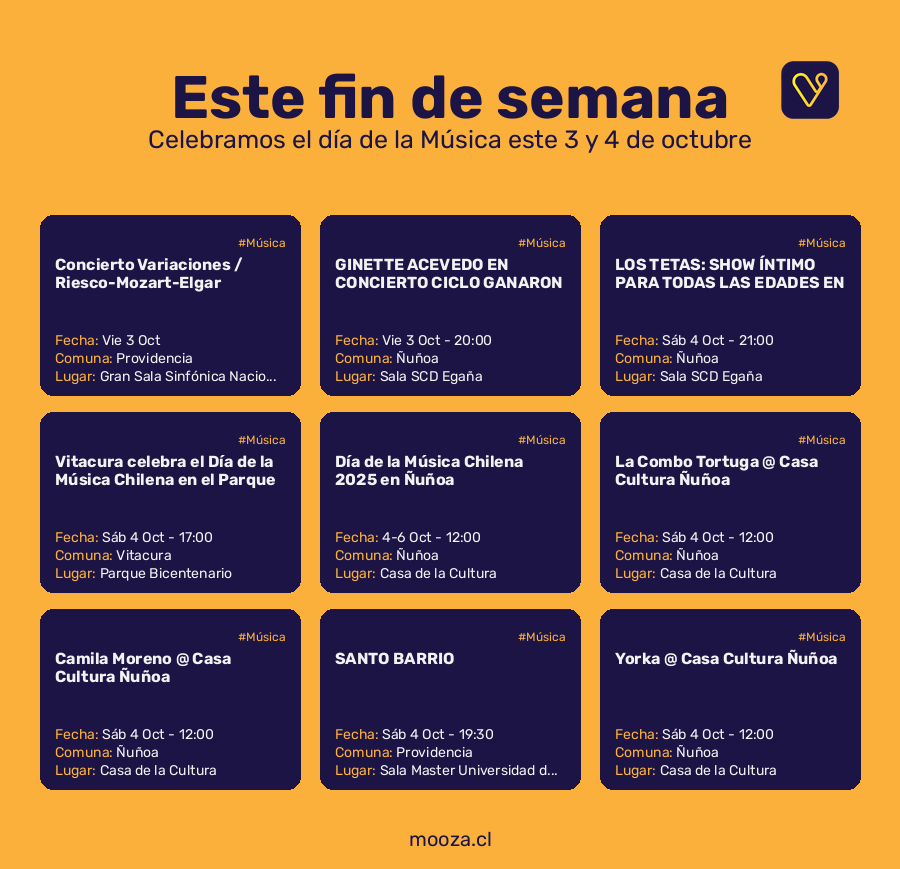 Este fin de semana
Celebramos el día de la Música este 3 y 4 de octubre
#Música
Concierto Variaciones /
Riesco-Mozart-Elgar
Fecha: Vie 3 Oct
Comuna: Providencia
Lugar: Gran Sala Sinfónica Nacio...
#Música
GINETTE ACEVEDO EN
CONCIERTO CICLO GANARON
Fecha: Vie 3 Oct - 20:00
Comuna: Ñuñoa
Lugar: Sala SCD Egaña
#Música
LOS TETAS: SHOW ÍNTIMO
PARA TODAS LAS EDADES EN
Fecha: Sáb 4 Oct - 21:00
Comuna: Ñuñoa
Lugar: Sala SCD Egaña
#Música
Vitacura celebra el Día de la
Música Chilena en el Parque
Fecha: Sáb 4 Oct - 17:00
Comuna: Vitacura
Lugar: Parque Bicentenario
#Música
Día de la Música Chilena
2025 en Ñuñoa
Fecha: 4-6 Oct - 12:00
Comuna: Ñuñoa
Lugar: Casa de la Cultura
#Música
La Combo Tortuga @ Casa
Cultura Ñuñoa
Fecha: Sáb 4 Oct - 12:00
Comuna: Ñuñoa
Lugar: Casa de la Cultura
#Música
Camila Moreno @ Casa
Cultura Ñuñoa
Fecha: Sáb 4 Oct - 12:00
Comuna: Ñuñoa
Lugar: Casa de la Cultura
#Música
SANTO BARRIO
Fecha: Sáb 4 Oct - 19:30
Comuna: Providencia
Lugar: Sala Master Universidad d...
#Música
Yorka @ Casa Cultura Ñuñoa
Fecha: Sáb 4 Oct - 12:00
Comuna: Ñuñoa
Lugar: Casa de la Cultura
mooza.cl